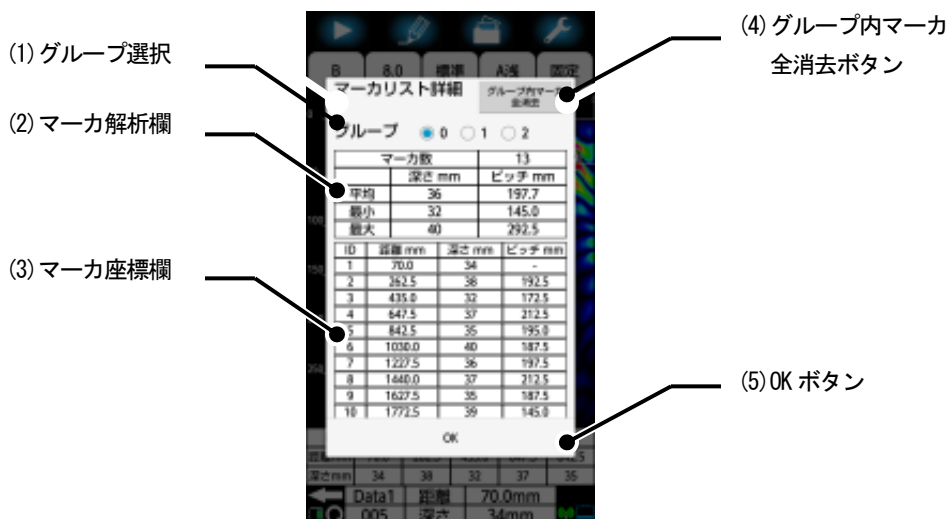 (1) グループ選択
(2) マーカ解析欄
(3) マーカ座標欄
(4) グループ内マーカ
全消去ボタン
(5) OK ボタン
B 8.0 標準 A浅 固定
マーカリスト詳細
グループ内マーカ
全消去
グループ 0 1 2
マーカ数 13
深さ mm ピッチ mm
平均 36 197.7
最小 32 145.0
最大 40 292.5
ID 距離 mm 深さ mm ピッチ mm
1 70.0 34 -
2 262.5 38 192.5
3 435.0 32 172.5
4 647.5 37 212.5
5 842.5 35 195.0
6 1030.0 40 187.5
7 1227.5 36 197.5
8 1440.0 37 212.5
9 1627.5 35 187.5
10 1772.5 39 145.0
OK
深さmm 34 38 32 37 35
Data1 距離 70.0mm
005 深さ 34mm